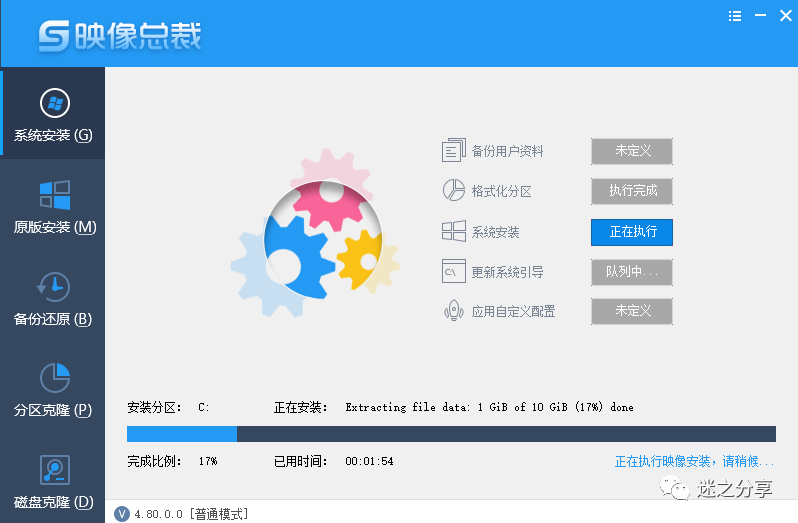 映像总裁
系统安装 (G)
原版安装 (M)
备份还原 (B)
分区克隆 (P)
磁盘克隆 (D)
备份用户资料 未定义
格式化分区 执行完成
系统安装 正在执行
C:\ 更新系统引导 队列中...
应用自定义配置 未定义
安装分区： C: 正在安装： Extracting file data: 1 GiB of 10 GiB (17%) done
完成比例： 17% 已用时间： 00:01:54 正在执行映像安装，请稍候...
迷之分享
V 4.80.0.0 [普通模式]